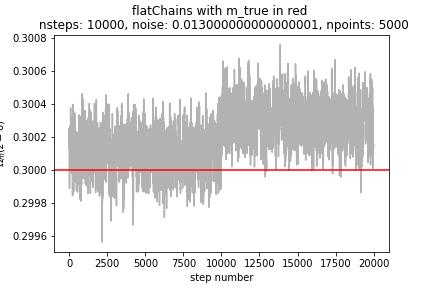 flatChains with m_true in red
nsteps: 10000, noise: 0.013000000000000001, npoints: 5000
0.3008
0.3006
0.3004
0.3002
0.3000
0.2998
0.2996
0 2500 5000 7500 10000 12500 15000 17500 20000
step number